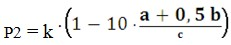 P2 = k · (1 − 10 · (a + 0,5 b) / c)